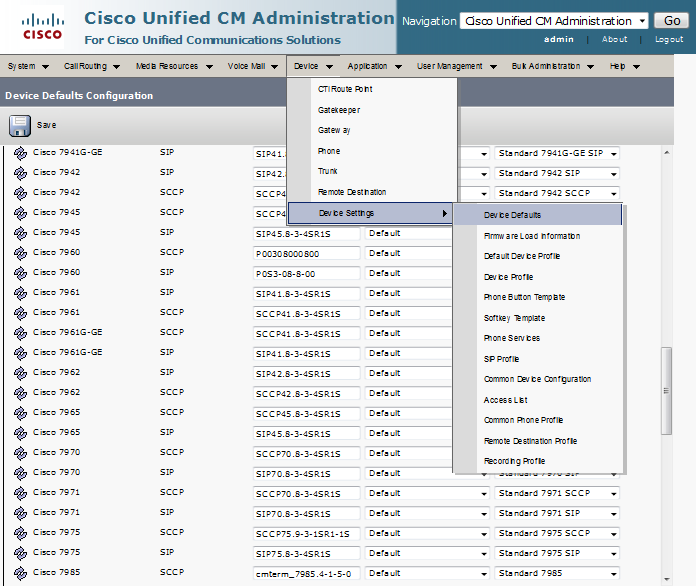 CISCO
Cisco Unified CM Administration
For Cisco Unified Communications Solutions
Navigation Cisco Unified CM Administration Go
admin | About | Logout
System Call Routing Media Resources Voice Mail Device Application User Management Bulk Administration Help
Device Defaults Configuration
Save
CTI Route Point
Gatekeeper
Gateway
Phone
Trunk
Remote Destination
Device Settings
Device Defaults
Firmware Load Information
Default Device Profile
Device Profile
Phone Button Template
Softkey Template
Phone Services
SIP Profile
Common Device Configuration
Access List
Common Phone Profile
Remote Destination Profile
Recording Profile
Cisco 7941G-GE SIP SIP41. Standard 7941G-GE SIP
Cisco 7942 SIP SIP42. Standard 7942 SIP
Cisco 7942 SCCP SCCP4 Standard 7942 SCCP
Cisco 7945 SCCP SCCP4
Cisco 7945 SIP SIP45.8-3-4SR1S Default
Cisco 7960 SCCP P00308000800 Default
Cisco 7960 SIP P0S3-08-8-00 Default
Cisco 7961 SIP SIP41.8-3-4SR1S Default
Cisco 7961 SCCP SCCP41.8-3-4SR1S Default
Cisco 7961G-GE SCCP SCCP41.8-3-4SR1S Default
Cisco 7961G-GE SIP SIP41.8-3-4SR1S Default
Cisco 7962 SIP SIP42.8-3-4SR1S Default
Cisco 7962 SCCP SCCP42.8-3-4SR1S Default
Cisco 7965 SCCP SCCP45.8-3-4SR1S Default
Cisco 7965 SIP SIP45.8-3-4SR1S Default
Cisco 7970 SCCP SCCP70.8-3-4SR1S Default
Cisco 7970 SIP SIP70.8-3-4SR1S Default Standard 7970 SIP
Cisco 7971 SCCP SCCP70.8-3-4SR1S Default Standard 7971 SCCP
Cisco 7971 SIP SIP70.8-3-4SR1S Default Standard 7971 SIP
Cisco 7975 SCCP SCCP75.9-3-1SR1-1S Default Standard 7975 SCCP
Cisco 7975 SIP SIP75.8-3-4SR1S Default Standard 7975 SIP
Cisco 7985 SCCP cmterm_7985.4-1-5-0 Default Standard 7985